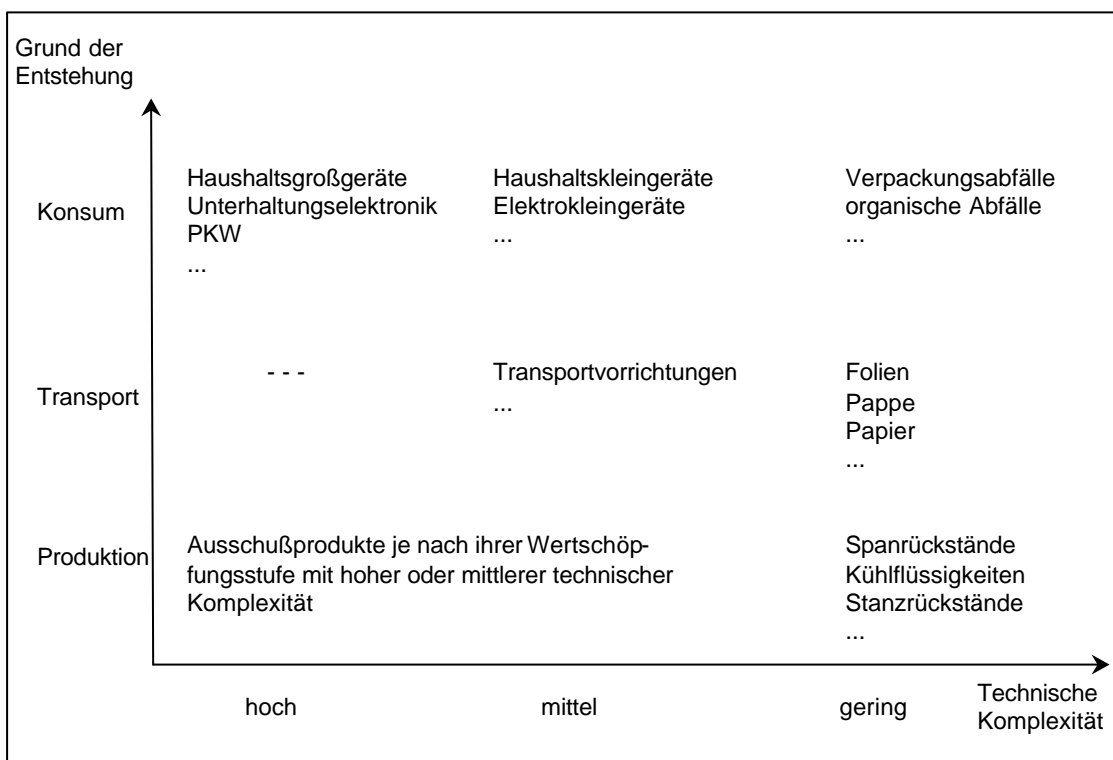 Grund der
Entstehung
Konsum
Haushaltsgroßgeräte
Unterhaltungselektronik
PKW
...
Haushaltskleingeräte
Elektrokleingeräte
...
Verpackungsabfälle
organische Abfälle
...
Transport
- - -
Transportvorrichtungen
...
Folien
Pappe
Papier
...
Produktion
Ausschußprodukte je nach ihrer Wertschöp-
fungsstufe mit hoher oder mittlerer technischer
Komplexität
Spanrückstände
Kühlflüssigkeiten
Stanzrückstände
...
hoch
mittel
gering
Technische
Komplexität